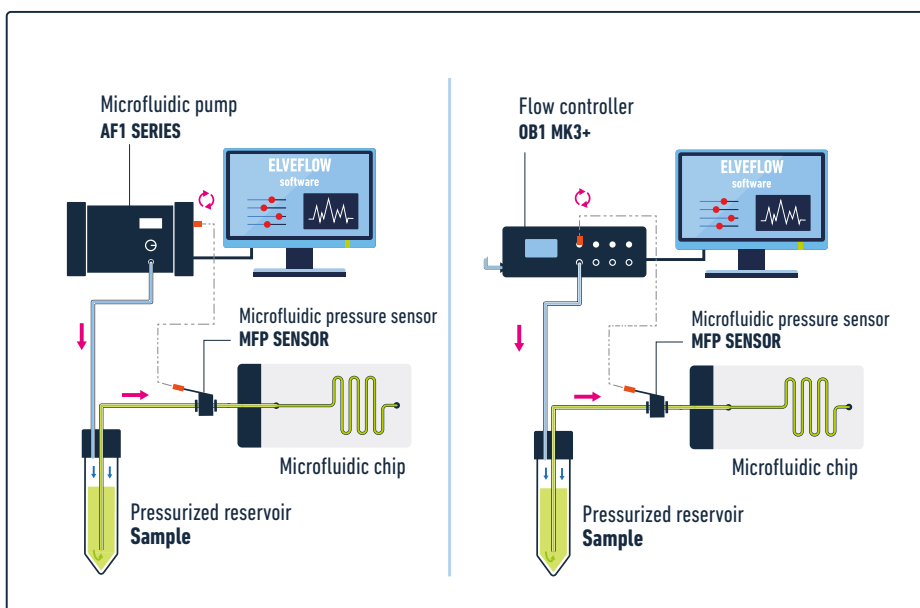 Microfluidic pump
AF1 SERIES
ELVEFLOW
software
Microfluidic pressure sensor
MFP SENSOR
Microfluidic chip
Pressurized reservoir
Sample
Flow controller
OB1 MK3+
ELVEFLOW
software
Microfluidic pressure sensor
MFP SENSOR
Microfluidic chip
Pressurized reservoir
Sample